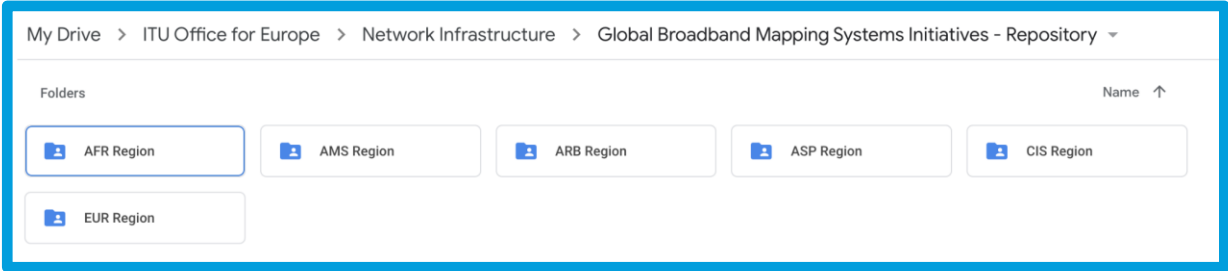 My Drive > ITU Office for Europe > Network Infrastructure > Global Broadband Mapping Systems Initiatives - Repository
Folders Name ↑
AFR Region AMS Region ARB Region ASP Region CIS Region
EUR Region